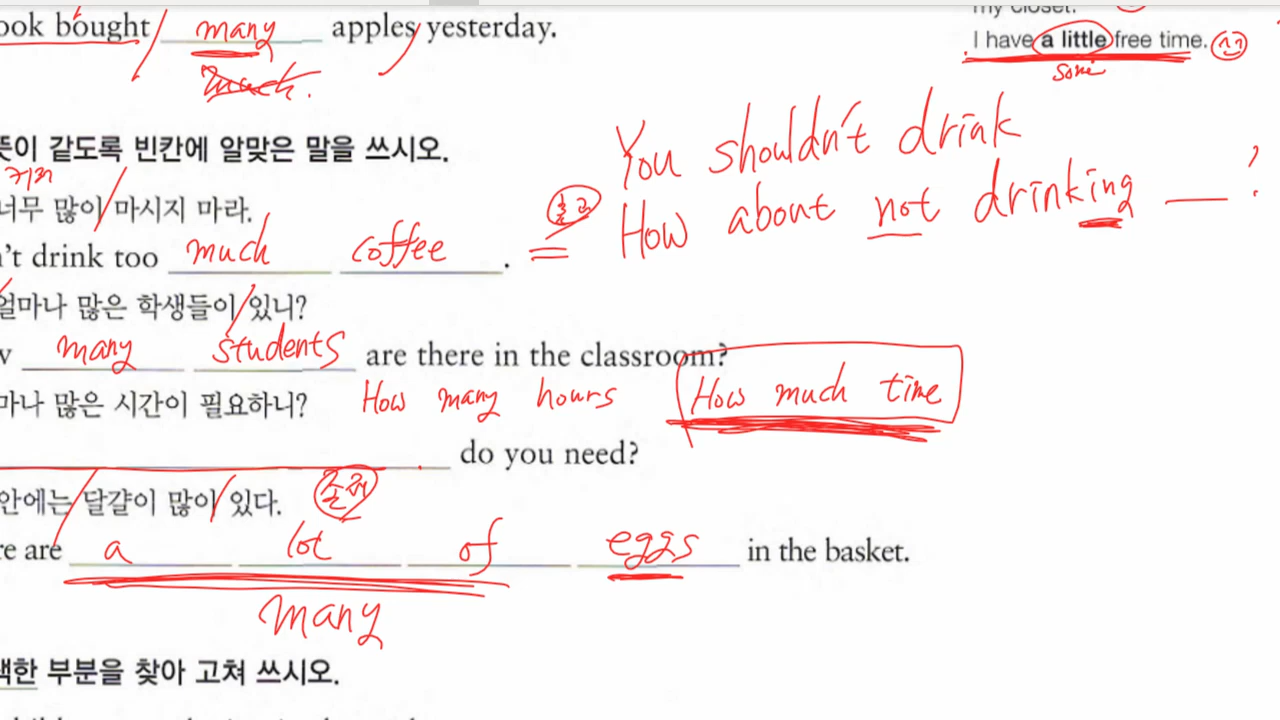 my closet.
I have a little free time.
some
ook bought many apples yesterday.
much.
뜻이 같도록 빈칸에 알맞은 말을 쓰시오.
커피
너무 많이 마시지 마라.
n't drink too much coffee.
=
You shouldn't drink
How about not drinking ?
얼마나 많은 학생들이 있니?
w many students are there in the classroom?
마나 많은 시간이 필요하니?
How many hours
How much time
do you need?
안에는 달걀이 많이 있다.
re are a lot of eggs in the basket.
many
색한 부분을 찾아 고쳐 쓰시오.